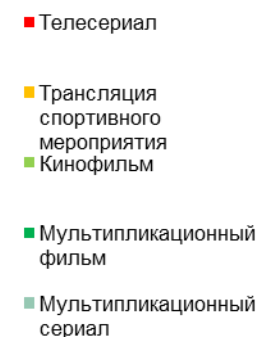 Телесериал
Трансляция
спортивного
мероприятия
Кинофильм
Мультипликационный
фильм
Мультипликационный
сериал